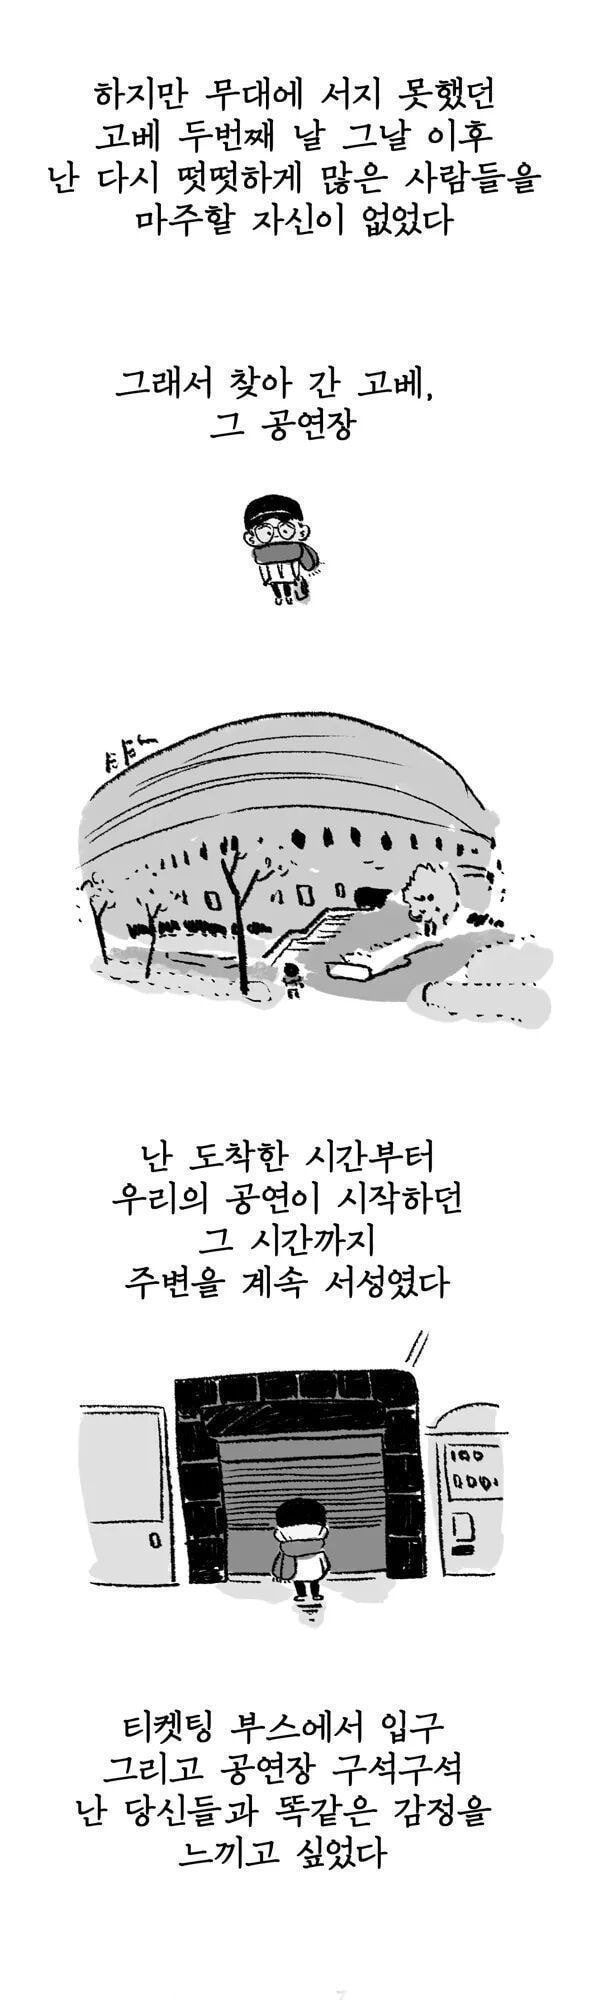 하지만 무대에 서지 못했던
고베 두번째 날 그날 이후
난 다시 떳떳하게 많은 사람들을
마주할 자신이 없었다
그래서 찾아 간 고베,
그 공연장
난 도착한 시간부터
우리의 공연이 시작하던
그 시간까지
주변을 계속 서성였다
티켓팅 부스에서 입구
그리고 공연장 구석구석
난 당신들과 똑같은 감정을
느끼고 싶었다